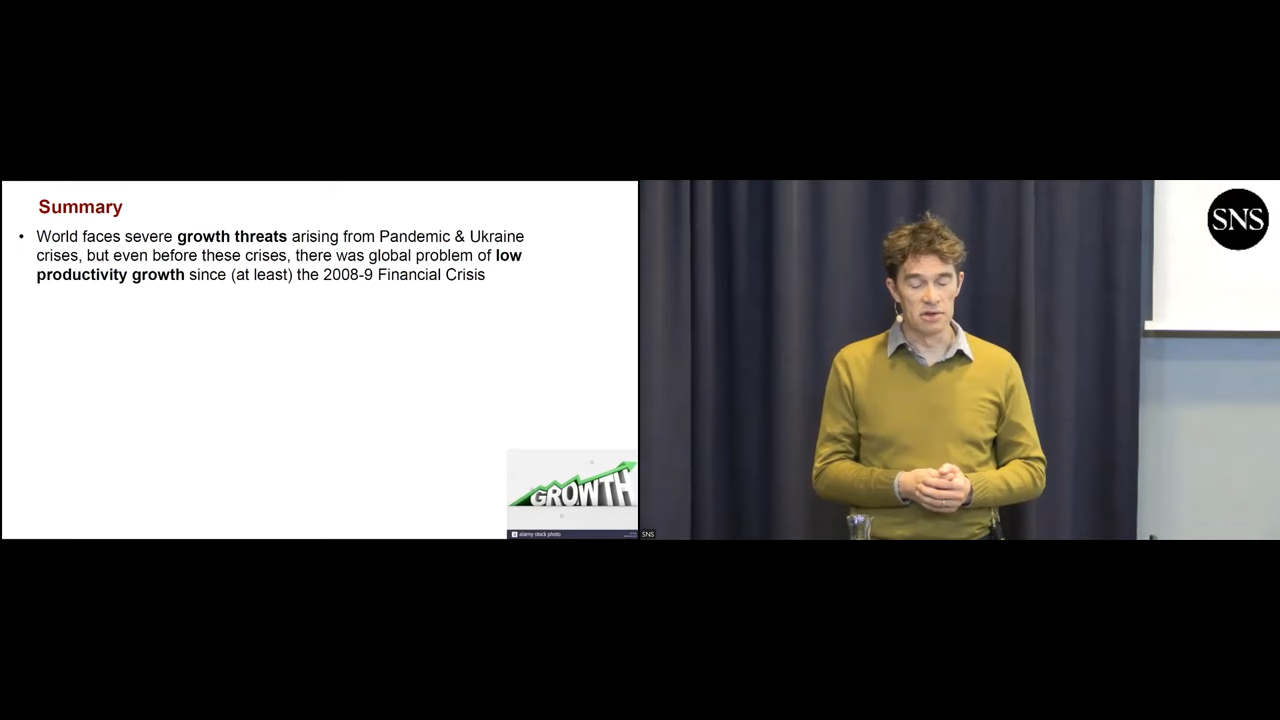 Summary
• World faces severe growth threats arising from Pandemic & Ukraine
crises, but even before these crises, there was global problem of low
productivity growth since (at least) the 2008-9 Financial Crisis
GROWTH
a alamy stock photo
SNS
SNS